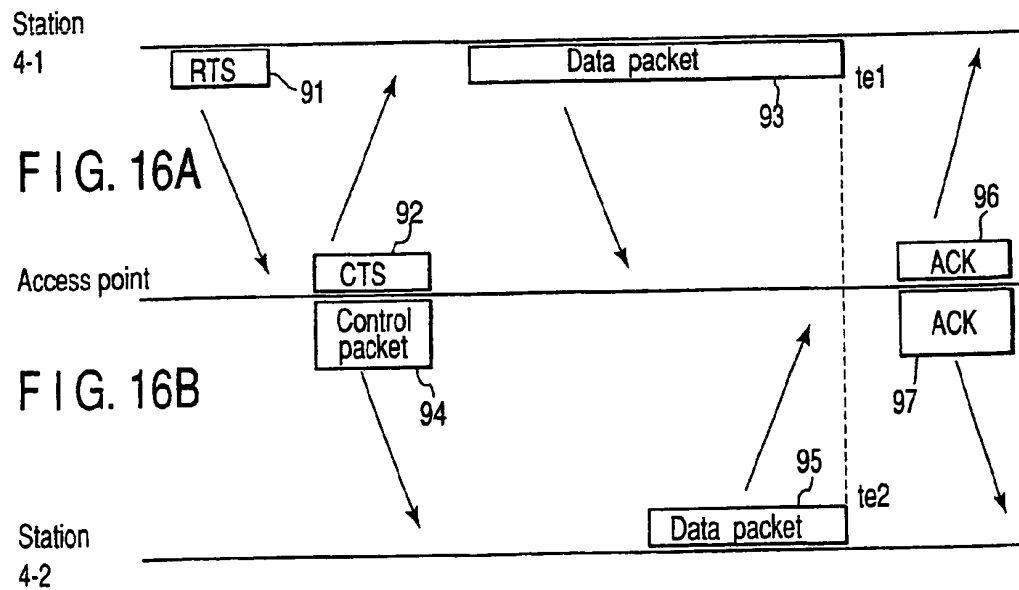 Station
4-1
RTS
91
Data packet
93
te1
FIG. 16A
92
CTS
96
ACK
Access point
Control
packet
94
ACK
97
FIG. 16B
95
Data packet
te2
Station
4-2